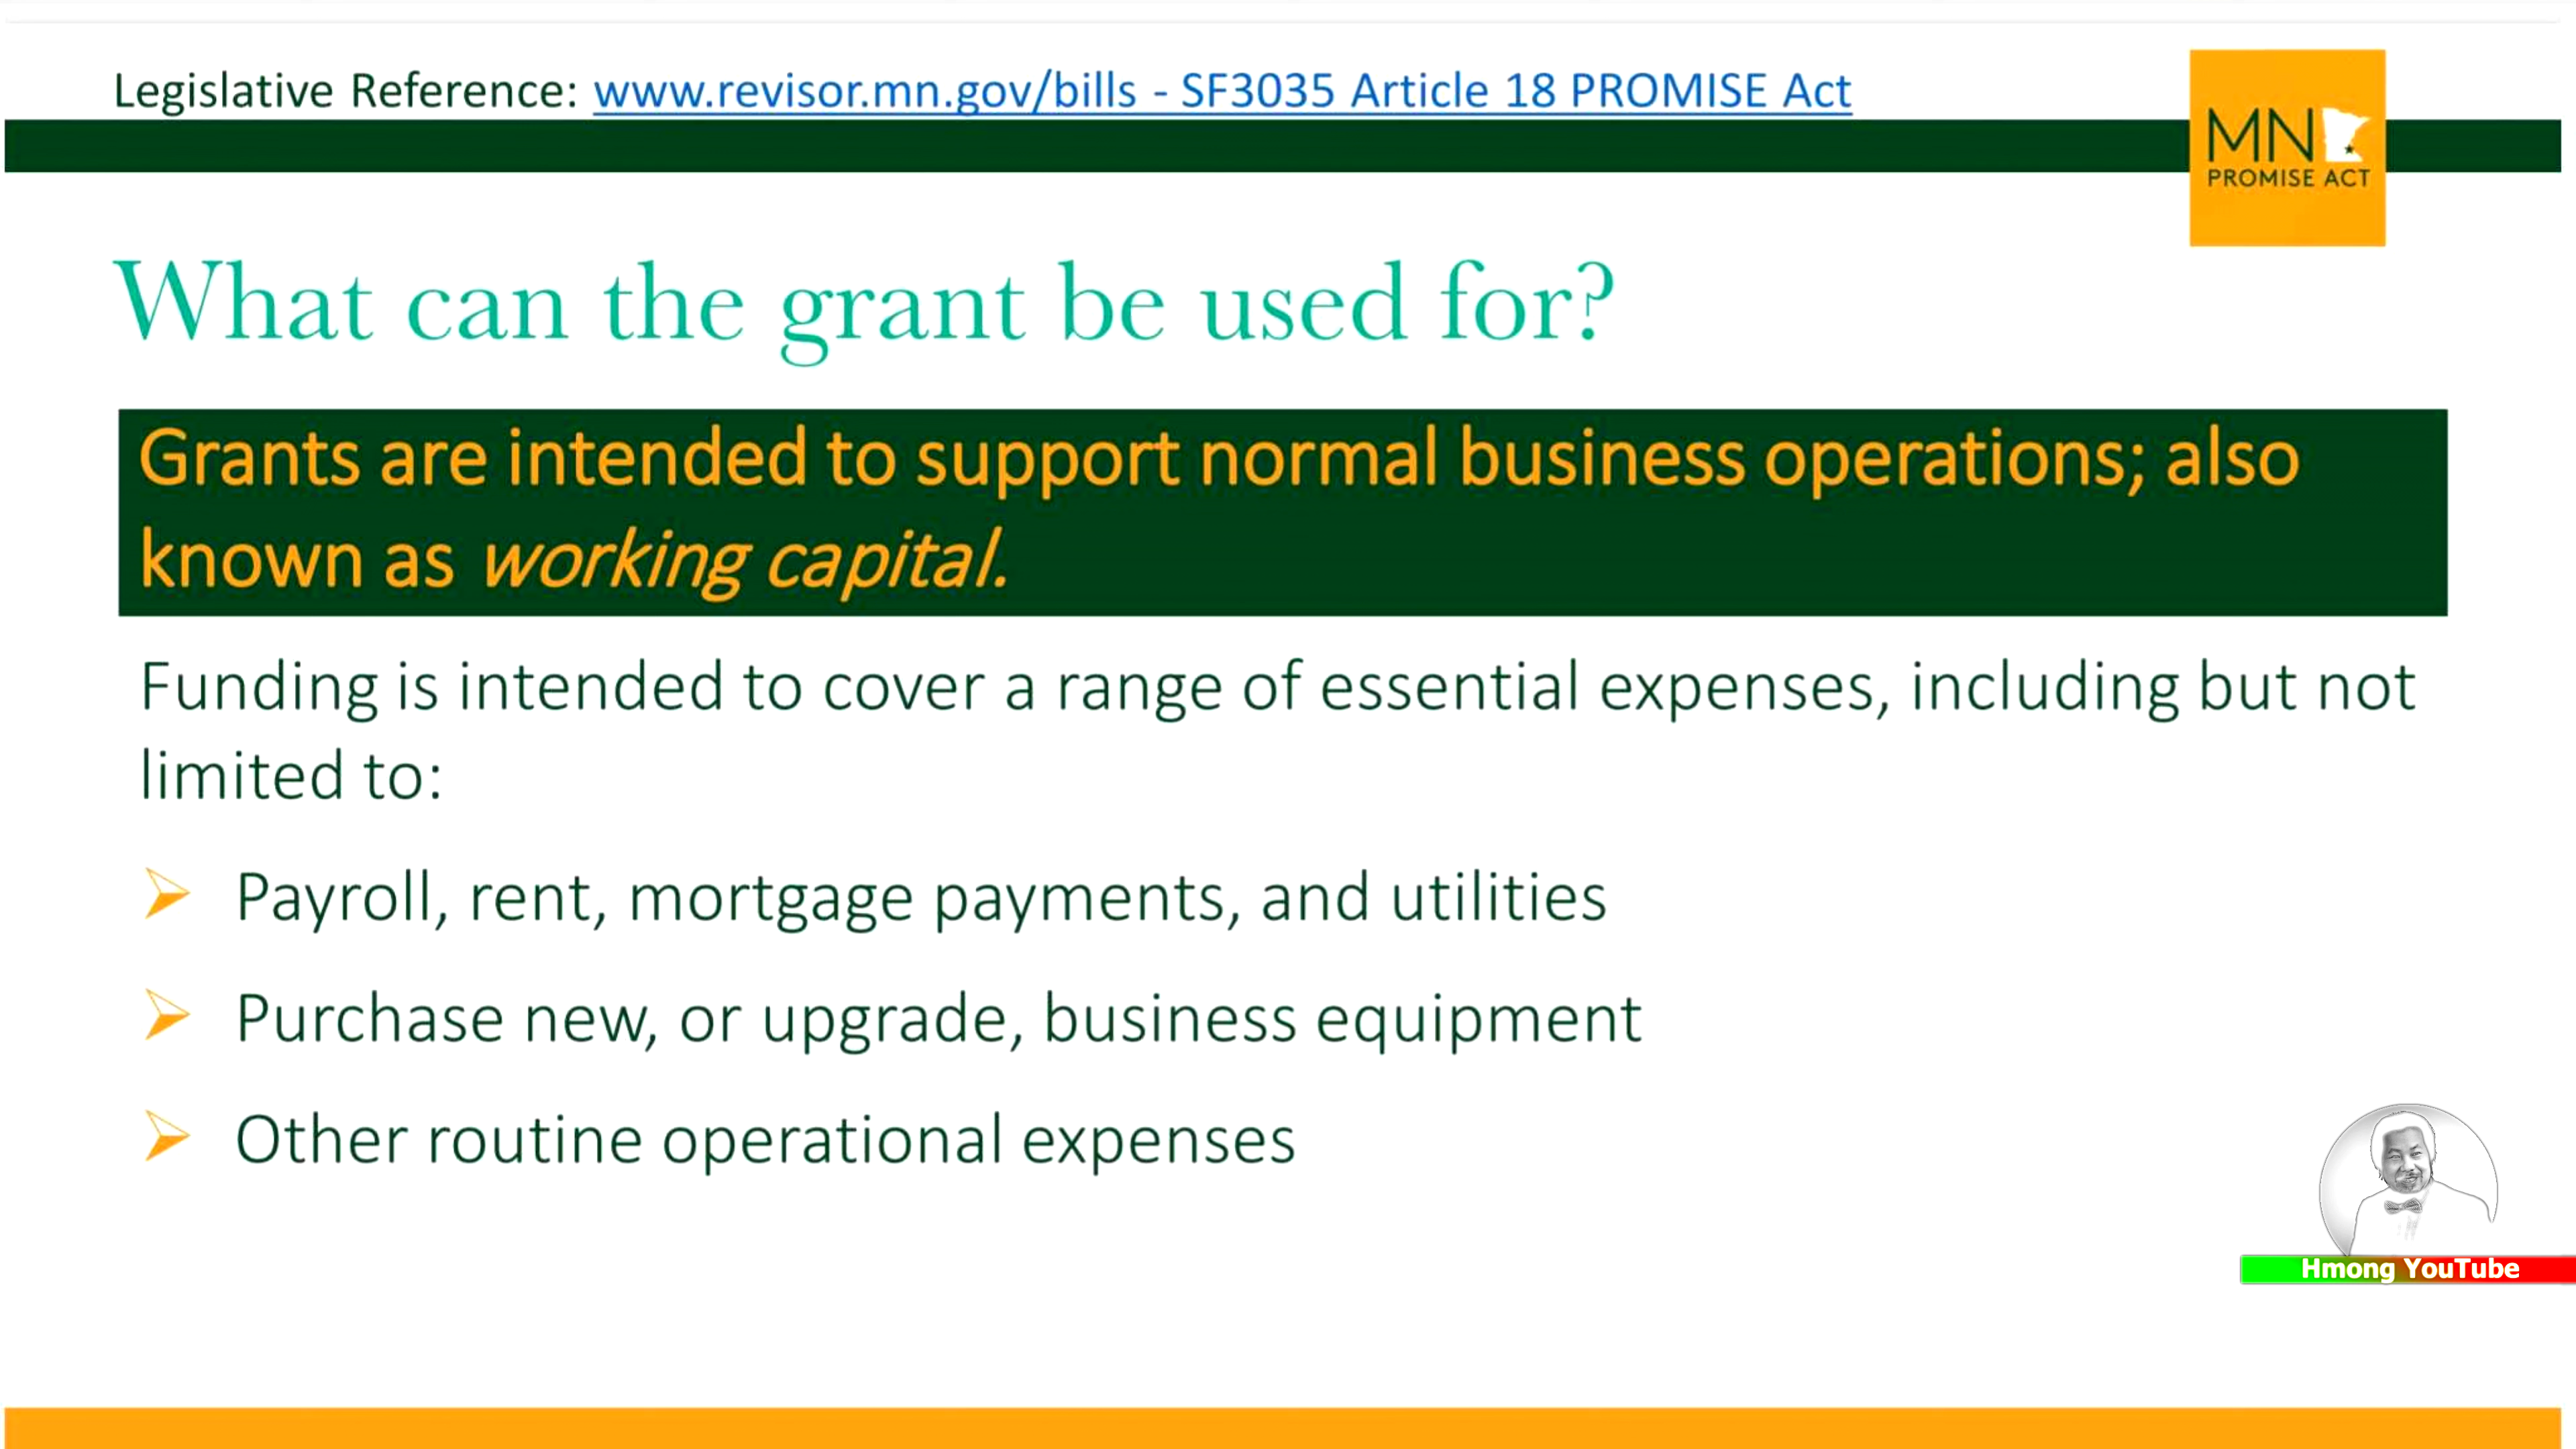 Legislative Reference: www.revisor.mn.gov/bills - SF3035 Article 18 PROMISE Act
MN
PROMISE ACT
What can the grant be used for?
Grants are intended to support normal business operations; also
known as working capital.
Funding is intended to cover a range of essential expenses, including but not
limited to:
Payroll, rent, mortgage payments, and utilities
Purchase new, or upgrade, business equipment
Other routine operational expenses
Hmong YouTube